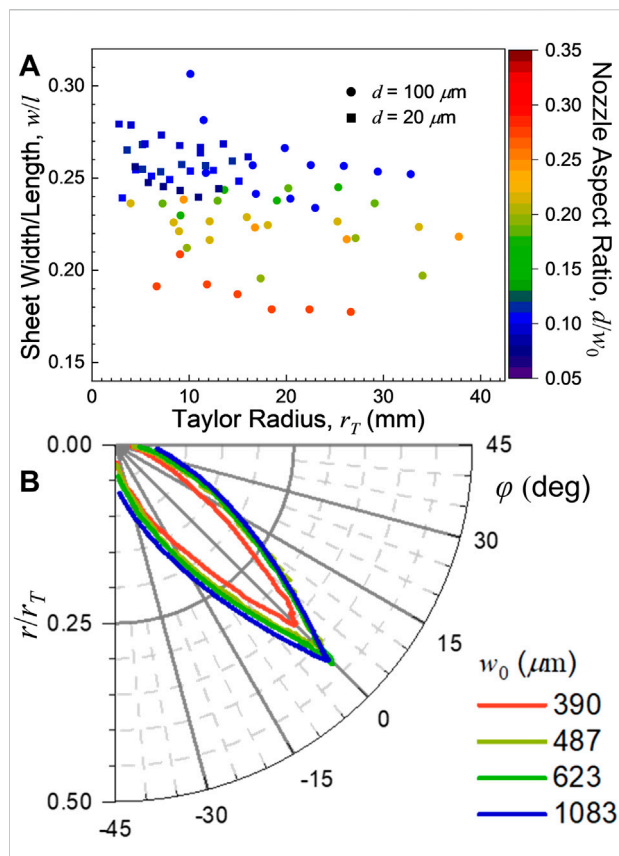 A
0.30
0.25
0.20
0.15
Sheet Width/Length, w/l
d = 100 μm
d = 20 μm
0 10 20 30 40
Taylor Radius, r_T (mm)
0.35
0.30
0.25
0.20
0.15
0.10
0.05
Nozzle Aspect Ratio, d/w₀
B
0.00
0.25
0.50
r/r_T
45
φ (deg)
30
15
0
-15
-30
-45
w₀ (μm)
390
487
623
1083